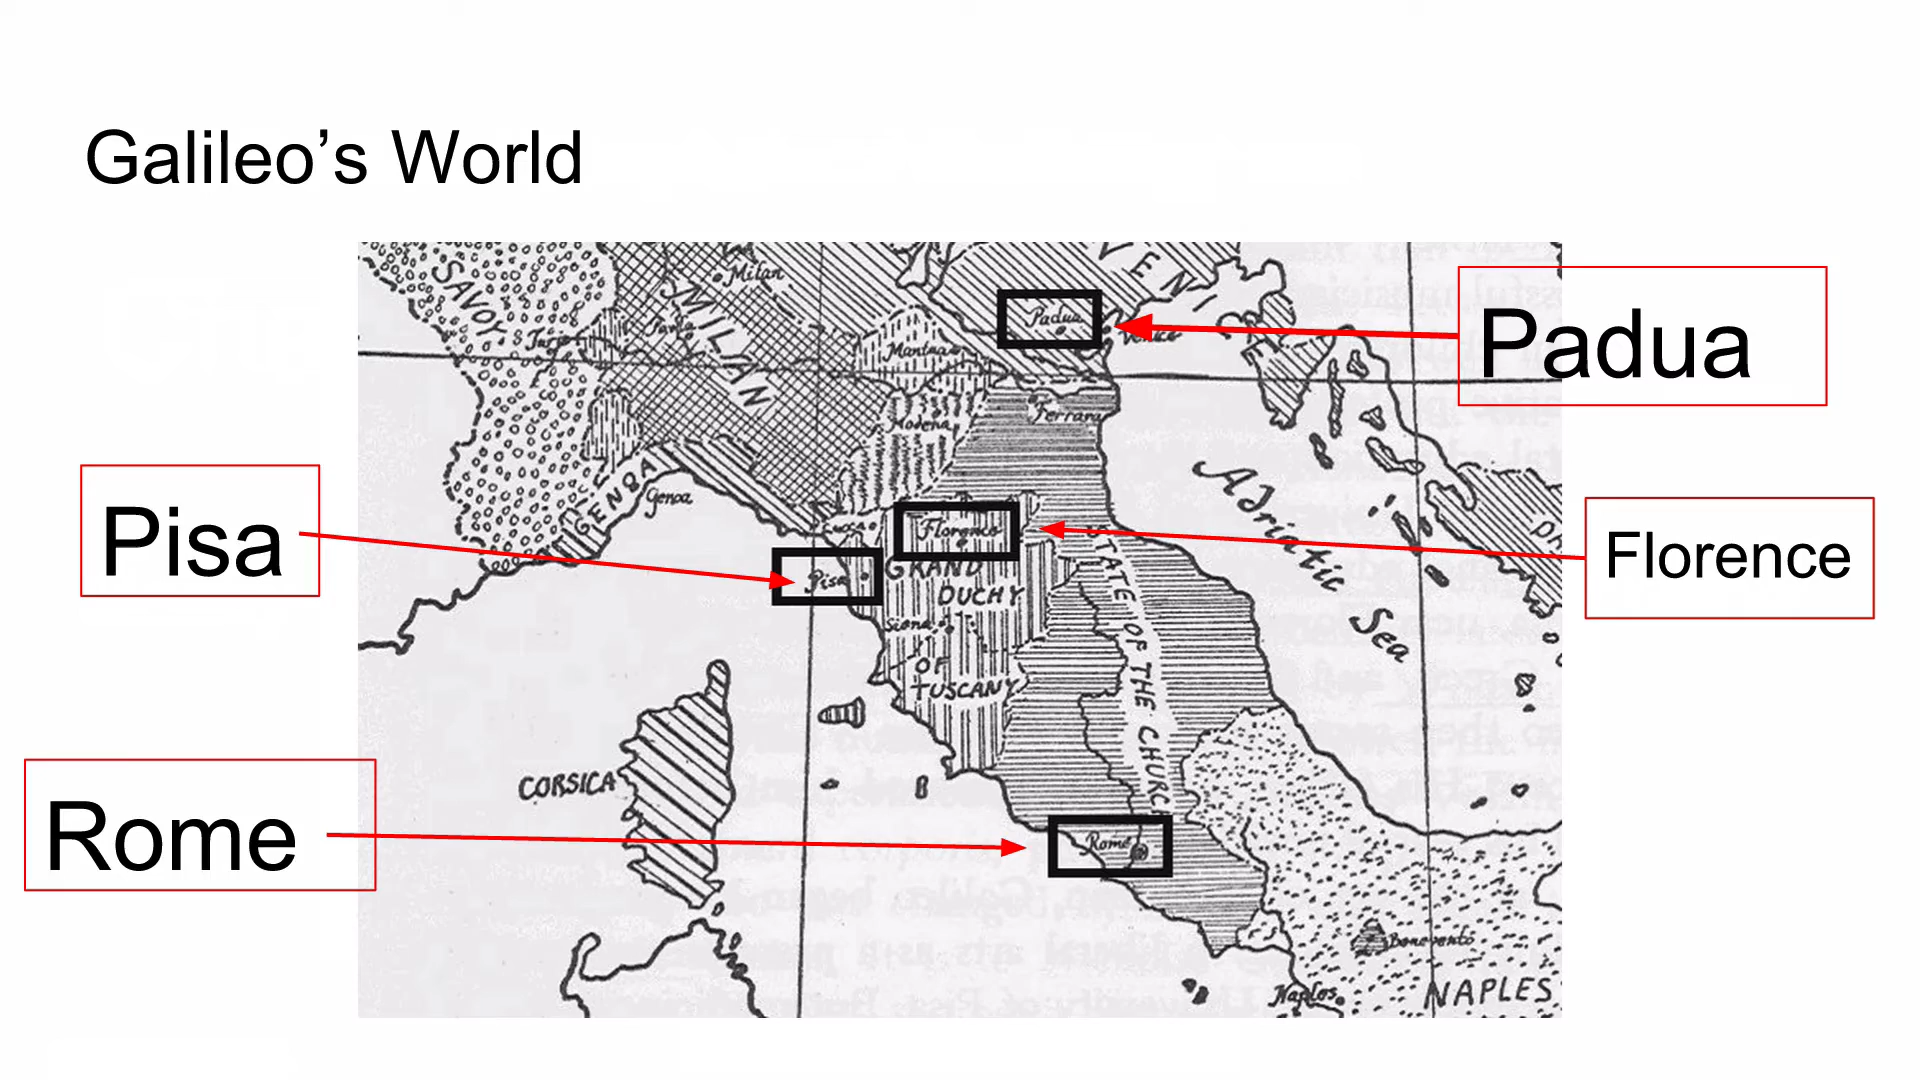 Galileo’s World
SAVOY
Milan
MILAN
VENI
Padua
Venice
Padua
Mantua
Ferrara
Modena
Adriatic
Sea
GENOA
Genoa
Pisa
Lucca
Florence
Florence
Pisa
GRAND
DUCHY
Siena
OF
TUSCANY
STATE OF THE CHURCH
CORSICA
Rome
Rome
Benevento
Naples
NAPLES